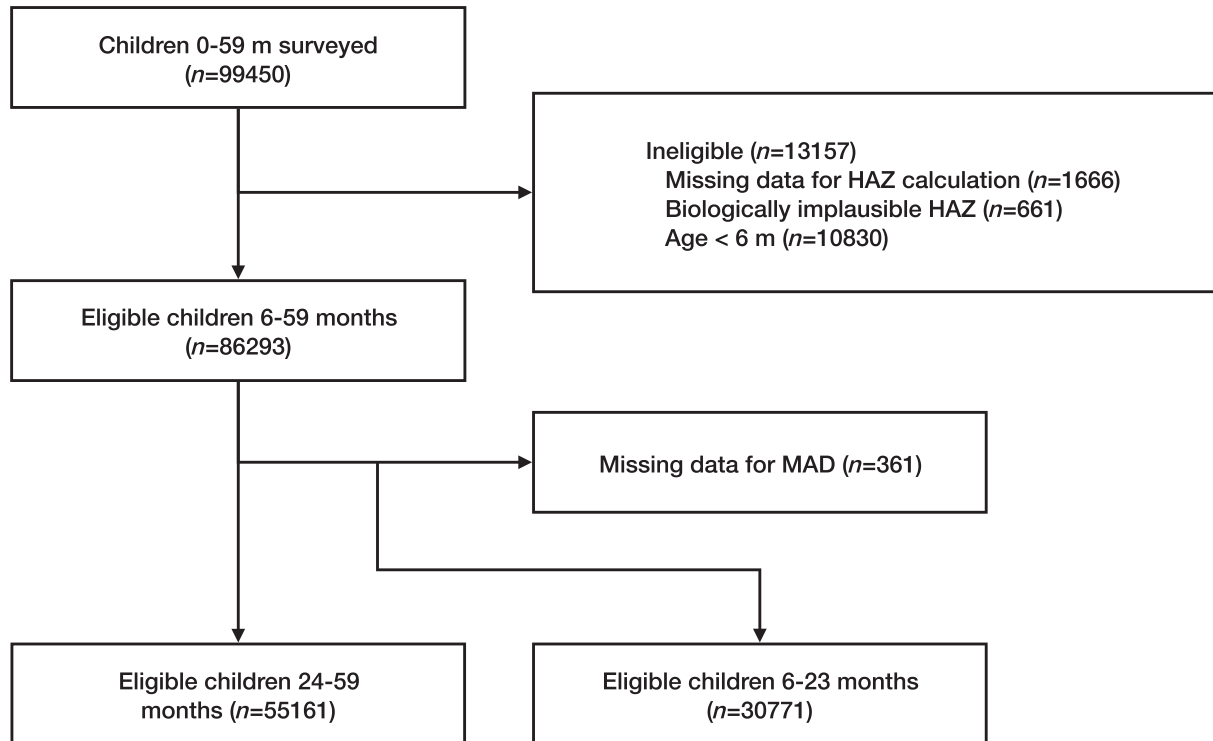 Children 0-59 m surveyed
(n=99450)
Ineligible (n=13157)
Missing data for HAZ calculation (n=1666)
Biologically implausible HAZ (n=661)
Age < 6 m (n=10830)
Eligible children 6-59 months
(n=86293)
Missing data for MAD (n=361)
Eligible children 24-59
months (n=55161)
Eligible children 6-23 months
(n=30771)